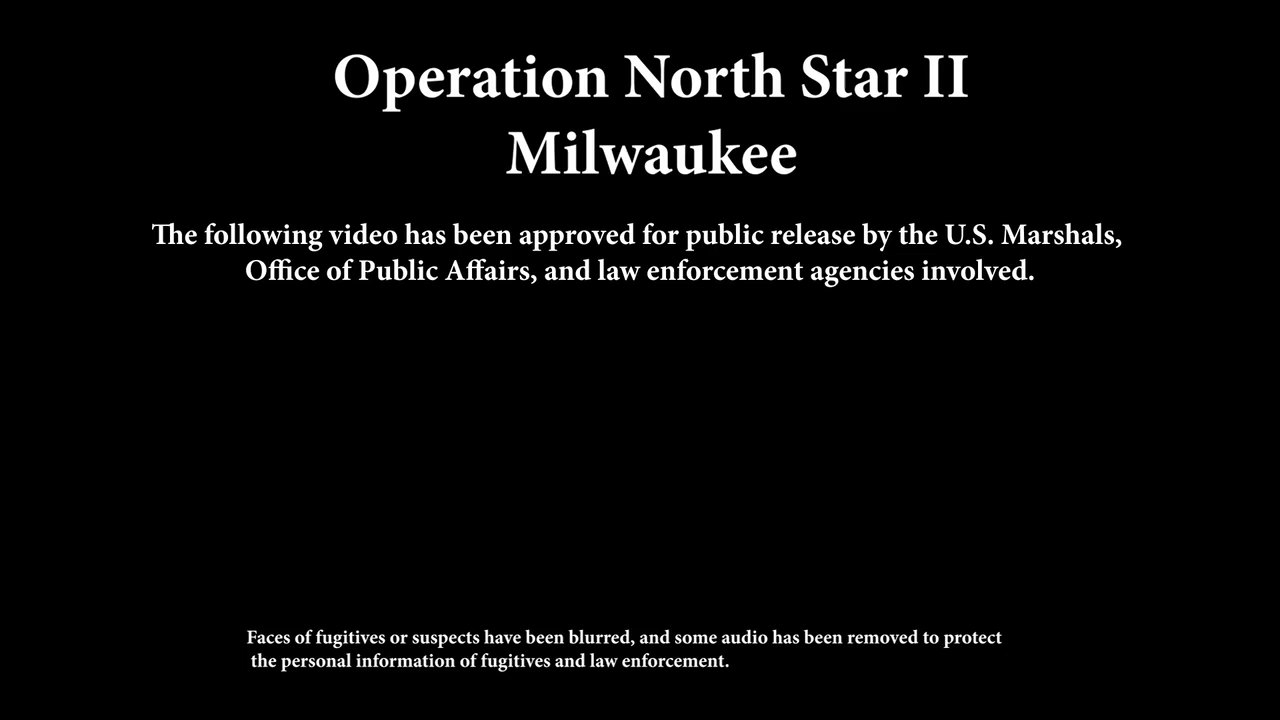 Operation North Star II
Milwaukee
The following video has been approved for public release by the U.S. Marshals,
Office of Public Affairs, and law enforcement agencies involved.
Faces of fugitives or suspects have been blurred, and some audio has been removed to protect
the personal information of fugitives and law enforcement.